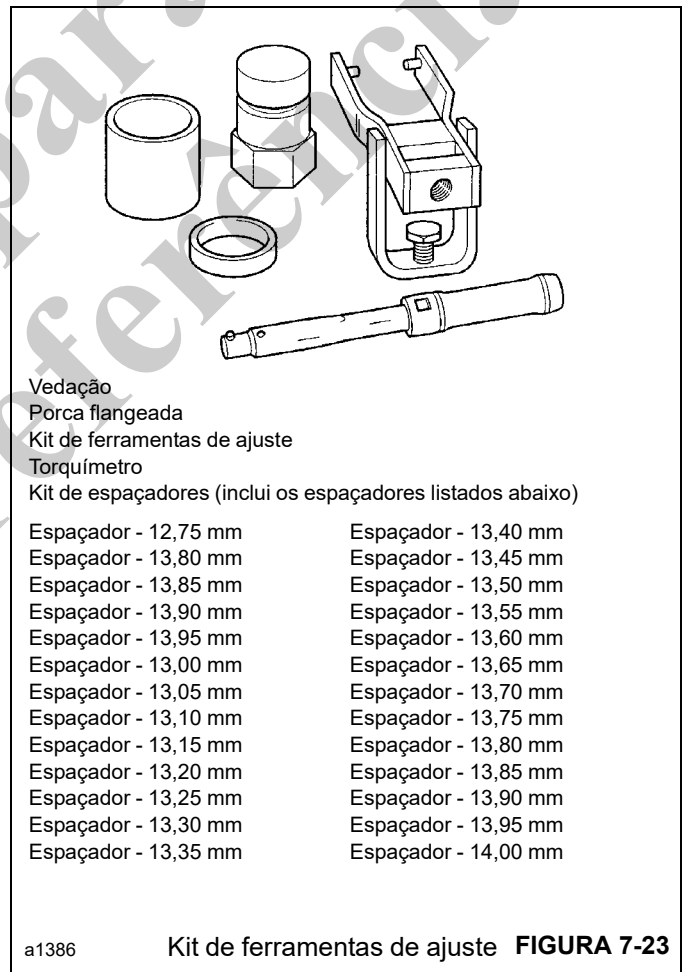 Vedação
Porca flangeada
Kit de ferramentas de ajuste
Torquímetro
Kit de espaçadores (inclui os espaçadores listados abaixo)
Espaçador - 12,75 mm
Espaçador - 13,80 mm
Espaçador - 13,85 mm
Espaçador - 13,90 mm
Espaçador - 13,95 mm
Espaçador - 13,00 mm
Espaçador - 13,05 mm
Espaçador - 13,10 mm
Espaçador - 13,15 mm
Espaçador - 13,20 mm
Espaçador - 13,25 mm
Espaçador - 13,30 mm
Espaçador - 13,35 mm
Espaçador - 13,40 mm
Espaçador - 13,45 mm
Espaçador - 13,50 mm
Espaçador - 13,55 mm
Espaçador - 13,60 mm
Espaçador - 13,65 mm
Espaçador - 13,70 mm
Espaçador - 13,75 mm
Espaçador - 13,80 mm
Espaçador - 13,85 mm
Espaçador - 13,90 mm
Espaçador - 13,95 mm
Espaçador - 14,00 mm
a1386 Kit de ferramentas de ajuste FIGURA 7-23